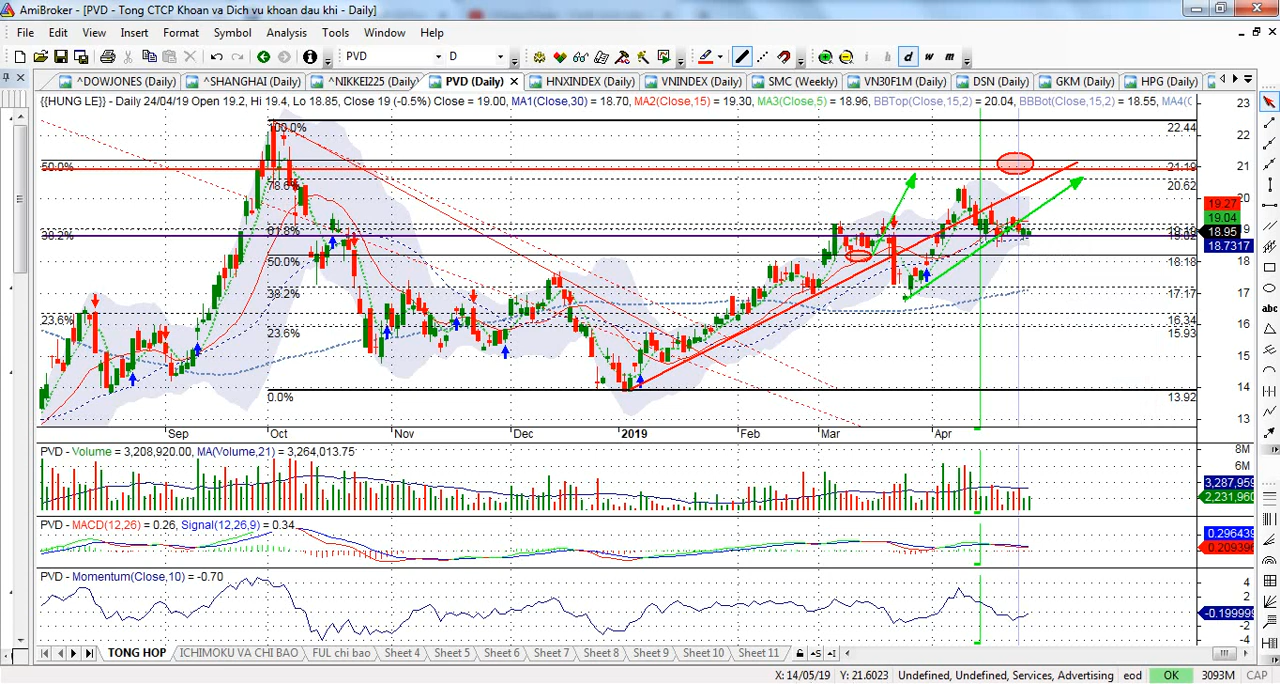 AmiBroker - [PVD - Tong CTCP Khoan va Dich vu khoan dau khi - Daily]
File Edit View Insert Format Symbol Analysis Tools Window Help
PVD D i h d w m
^DOWJONES (Daily) ^SHANGHAI (Daily) ^NIKKEI225 (Daily) PVD (Daily) HNXINDEX (Daily) VNINDEX (Daily) SMC (Weekly) VN30F1M (Daily) DSN (Daily) GKM (Daily) HPG (Daily)
{{HUNG LE}} - Daily 24/04/19 Open 19.2, Hi 19.4, Lo 18.85, Close 19 (-0.5%) Close = 19.00, MA1(Close,30) = 18.70, MA2(Close,15) = 19.30, MA3(Close,5) = 18.96, BBTop(Close,15,2) = 20.04, BBBot(Close,15,2) = 18.55, MA4(
23
100.0% 22.44
22
50.0% 21.19
21
78.6% 20.62
20
19.27
19.04
61.8% 19
38.2% 18.95
18.7317
50.0% 18.18
18
38.2% 17.17
17
23.6% 16.34
16
23.6% 15.93
15
14
0.0% 13.92
13
Sep Oct Nov Dec 2019 Feb Mar Apr
PVD - Volume = 3,208,920.00, MA(Volume,21) = 3,264,013.75
8M
6M
3,287,959
2,231,960
PVD - MACD(12,26) = 0.26, Signal(12,26,9) = 0.34
0.296439
0.209396
PVD - Momentum(Close,10) = -0.70
4
2
-0.199999
-2
-4
TONG HOP ICHIMOKU VA CHI BAO FUL chi bao Sheet 4 Sheet 5 Sheet 6 Sheet 7 Sheet 8 Sheet 9 Sheet 10 Sheet 11
X: 14/05/19 Y: 21.6023 Undefined, Undefined, Services, Advertising eod OK 3093M CAP
abc